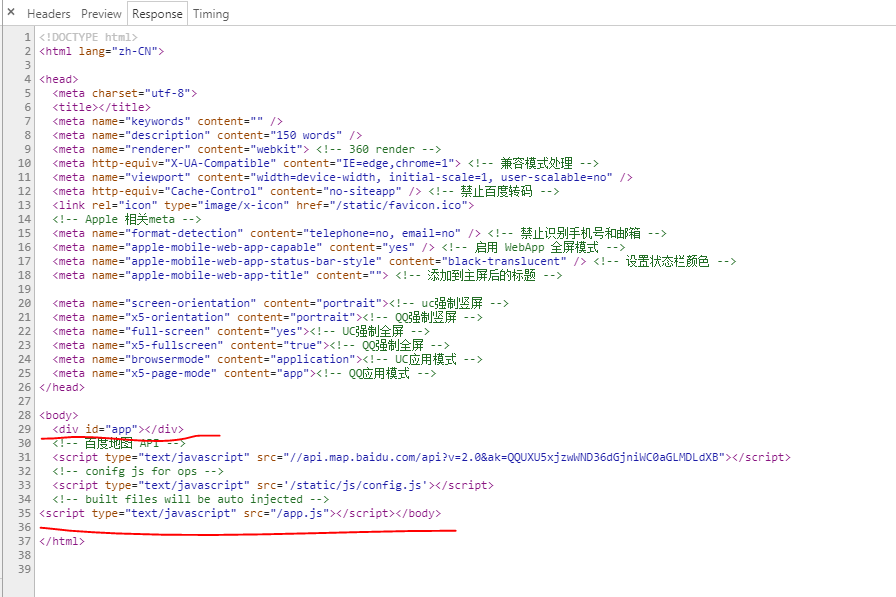 × Headers Preview Response Timing
1 <!DOCTYPE html>
2 <html lang="zh-CN">
3
4 <head>
5 <meta charset="utf-8">
6 <title></title>
7 <meta name="keywords" content="" />
8 <meta name="description" content="150 words" />
9 <meta name="renderer" content="webkit"> <!-- 360 render -->
10 <meta http-equiv="X-UA-Compatible" content="IE=edge,chrome=1"> <!-- 兼容模式处理 -->
11 <meta name="viewport" content="width=device-width, initial-scale=1, user-scalable=no" />
12 <meta http-equiv="Cache-Control" content="no-siteapp" /> <!-- 禁止百度转码 -->
13 <link rel="icon" type="image/x-icon" href="/static/favicon.ico">
14 <!-- Apple 相关meta -->
15 <meta name="format-detection" content="telephone=no, email=no" /> <!-- 禁止识别手机号和邮箱 -->
16 <meta name="apple-mobile-web-app-capable" content="yes" /> <!-- 启用 WebApp 全屏模式 -->
17 <meta name="apple-mobile-web-app-status-bar-style" content="black-translucent" /> <!-- 设置状态栏颜色 -->
18 <meta name="apple-mobile-web-app-title" content=""> <!-- 添加到主屏后的标题 -->
19
20 <meta name="screen-orientation" content="portrait"><!-- uc强制竖屏 -->
21 <meta name="x5-orientation" content="portrait"><!-- QQ强制竖屏 -->
22 <meta name="full-screen" content="yes"><!-- UC强制全屏 -->
23 <meta name="x5-fullscreen" content="true"><!-- QQ强制全屏 -->
24 <meta name="browsermode" content="application"><!-- UC应用模式 -->
25 <meta name="x5-page-mode" content="app"><!-- QQ应用模式 -->
26 </head>
27
28 <body>
29 <div id="app"></div>
30 <!-- 百度地图 API -->
31 <script type="text/javascript" src="//api.map.baidu.com/api?v=2.0&ak=QQUXU5xjzwWND36dGjniWC0aGLMDLdXB"></script>
32 <!-- conifg js for ops -->
33 <script type="text/javascript" src='/static/js/config.js'></script>
34 <!-- built files will be auto injected -->
35 <script type="text/javascript" src="/app.js"></script></body>
36
37 </html>
38
39